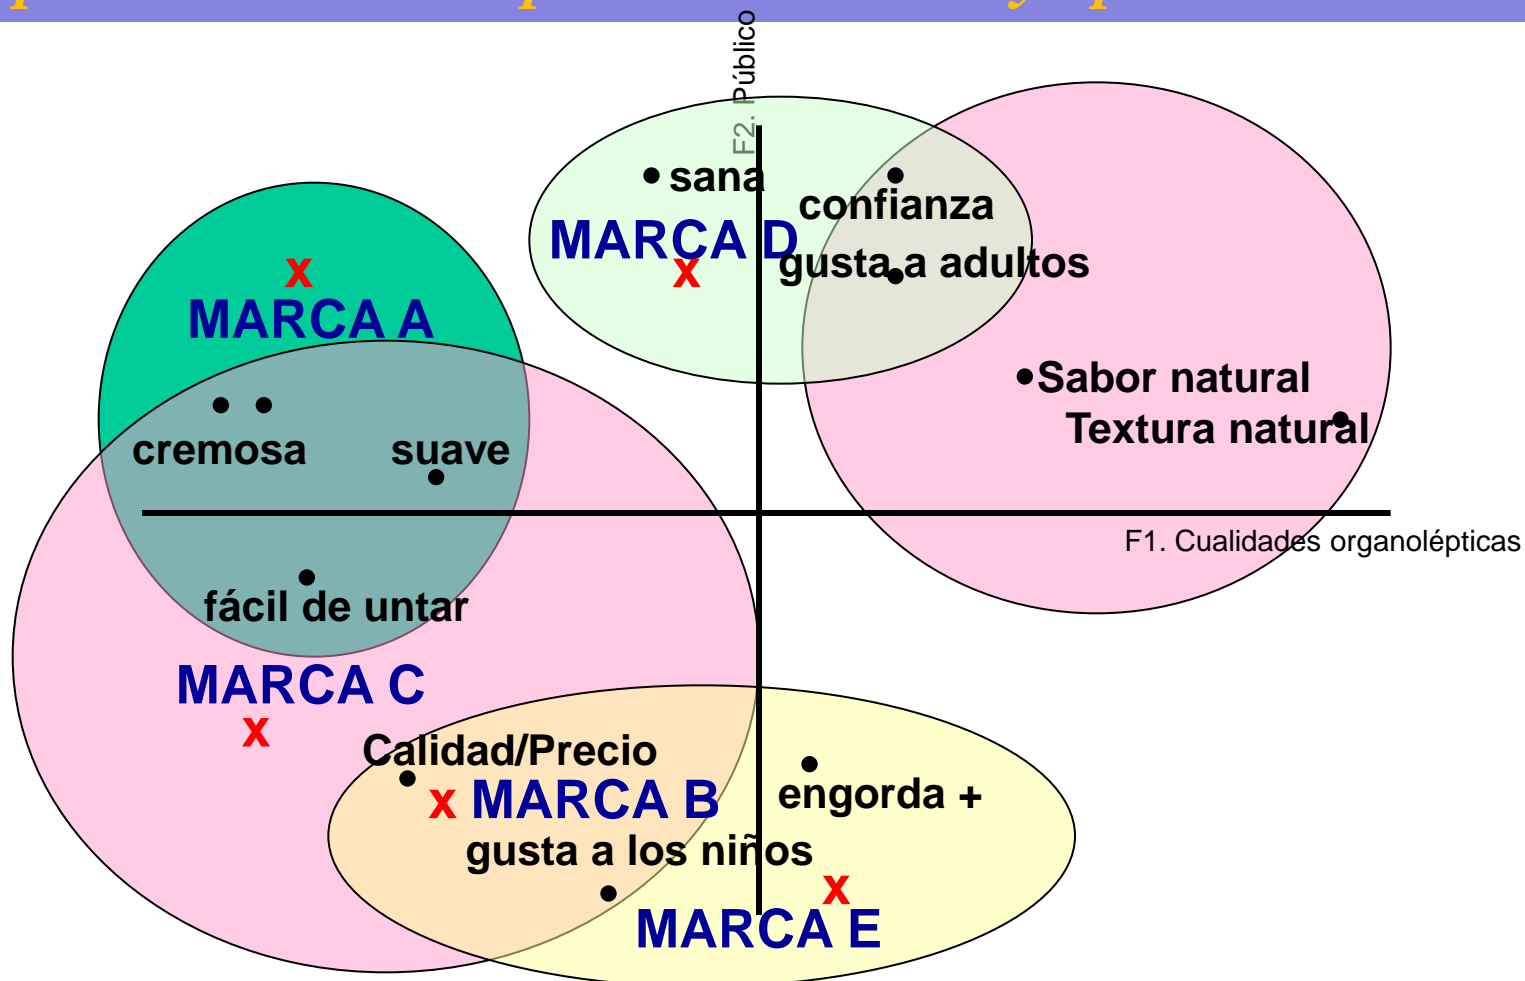 F2. Público
sana
confianza
MARCA D
gusta a adultos
x
x
MARCA A
Sabor natural
Textura natural
cremosa
suave
F1. Cualidades organolépticas
fácil de untar
MARCA C
x
Calidad/Precio
x MARCA B
engorda +
gusta a los niños
x
MARCA E